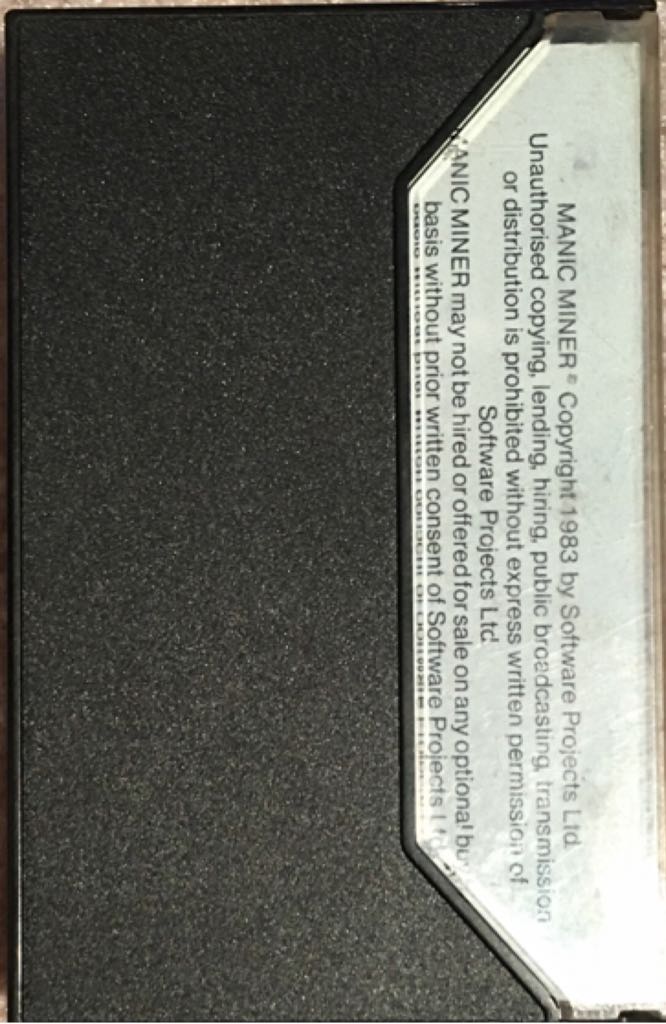 MANIC MINER® Copyright 1983 by Software Projects Ltd.
Unauthorised copying, lending, hiring, public broadcasting, transmission
or distribution is prohibited without express written permission of
Software Projects Ltd.
ANIC MINER may not be hired or offered for sale on any optional bu
basis without prior written consent of Software Projects Ltd.